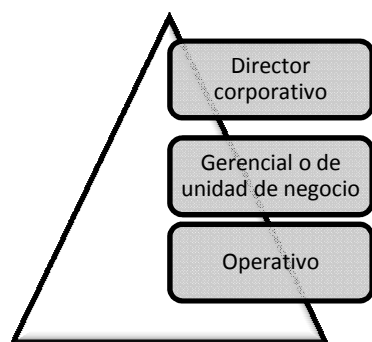 Director
corporativo
Gerencial o de
unidad de negocio
Operativo